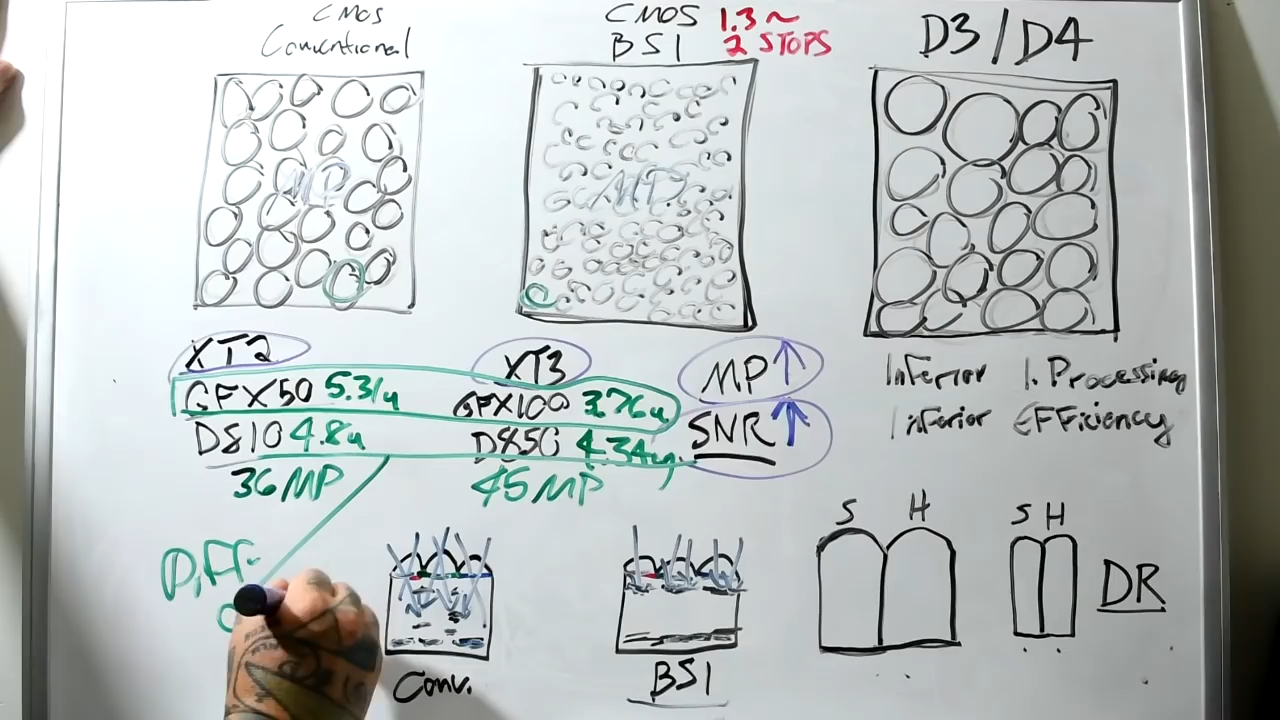 CMOS
Conventional
CMOS
BSI
1.3~
2 STOPS
D3/D4
MP
MP
XT2
XT3
MP↑
GFX50 5.31u
GFX100 3.76u
SNR↑
D810 4.8u
D850 4.34u
36MP
45MP
Inferior I. Processing
Inferior Efficiency
DIFF
S H
S H
DR
Conv.
BSI